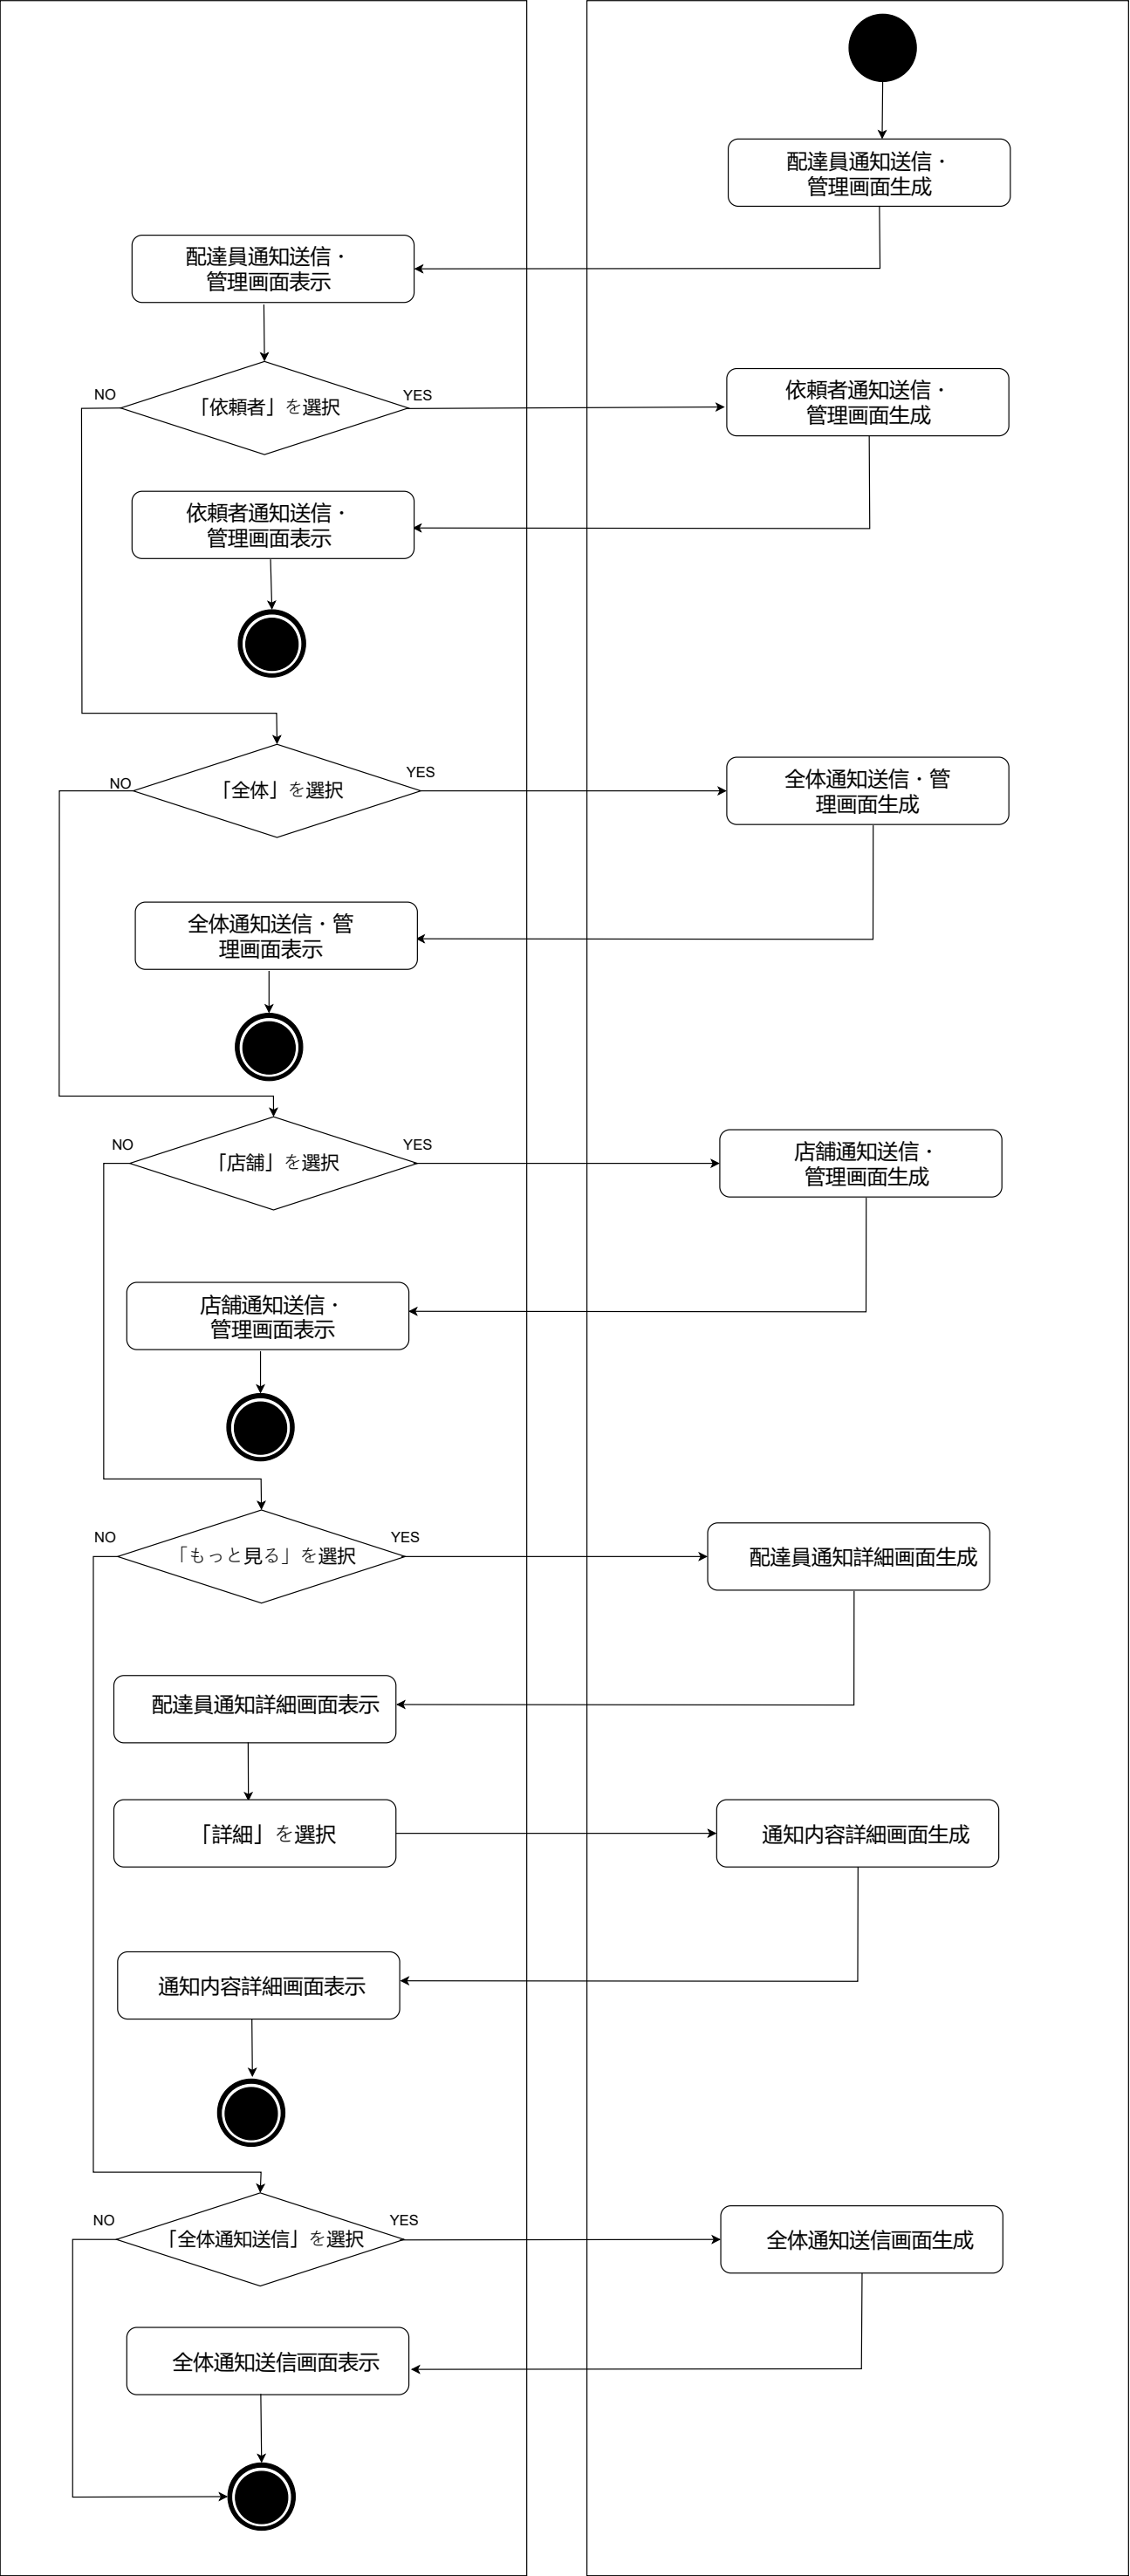 配達員通知送信・
管理画面生成
配達員通知送信・
管理画面表示
NO
「依頼者」を選択
YES
依頼者通知送信・
管理画面生成
依頼者通知送信・
管理画面表示
NO
「全体」を選択
YES
全体通知送信・管
理画面生成
全体通知送信・管
理画面表示
NO
「店舗」を選択
YES
店舗通知送信・
管理画面生成
店舗通知送信・
管理画面表示
NO
「もっと見る」を選択
YES
配達員通知詳細画面生成
配達員通知詳細画面表示
「詳細」を選択
通知内容詳細画面生成
通知内容詳細画面表示
NO
「全体通知送信」を選択
YES
全体通知送信画面生成
全体通知送信画面表示